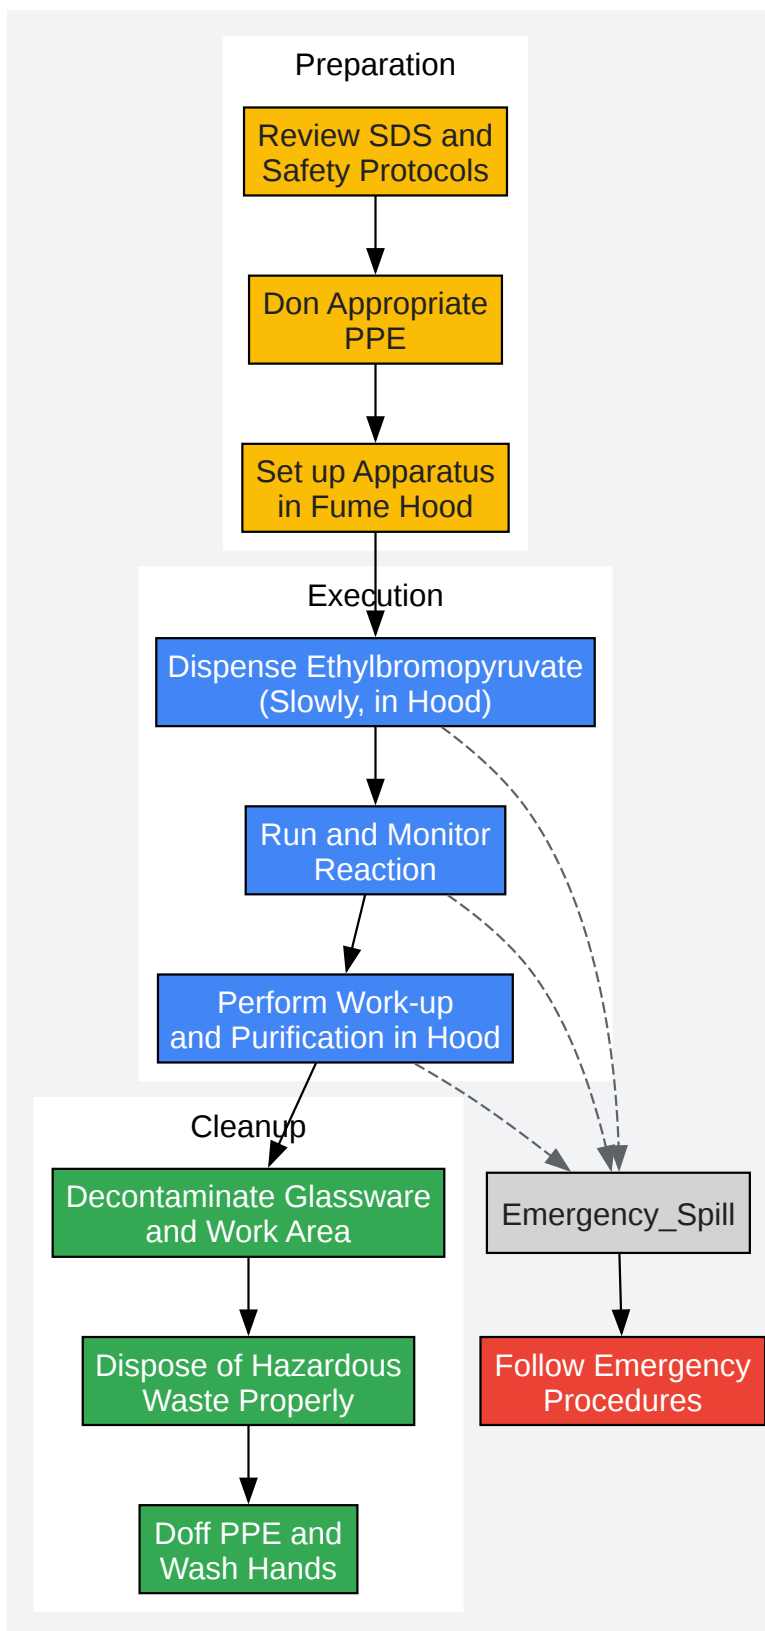 Preparation
Review SDS and
Safety Protocols
Don Appropriate
PPE
Set up Apparatus
in Fume Hood
Execution
Dispense Ethylbromopyruvate
(Slowly, in Hood)
Run and Monitor
Reaction
Perform Work-up
and Purification in Hood
Cleanup
Decontaminate Glassware
and Work Area
Emergency_Spill
Dispose of Hazardous
Waste Properly
Follow Emergency
Procedures
Doff PPE and
Wash Hands